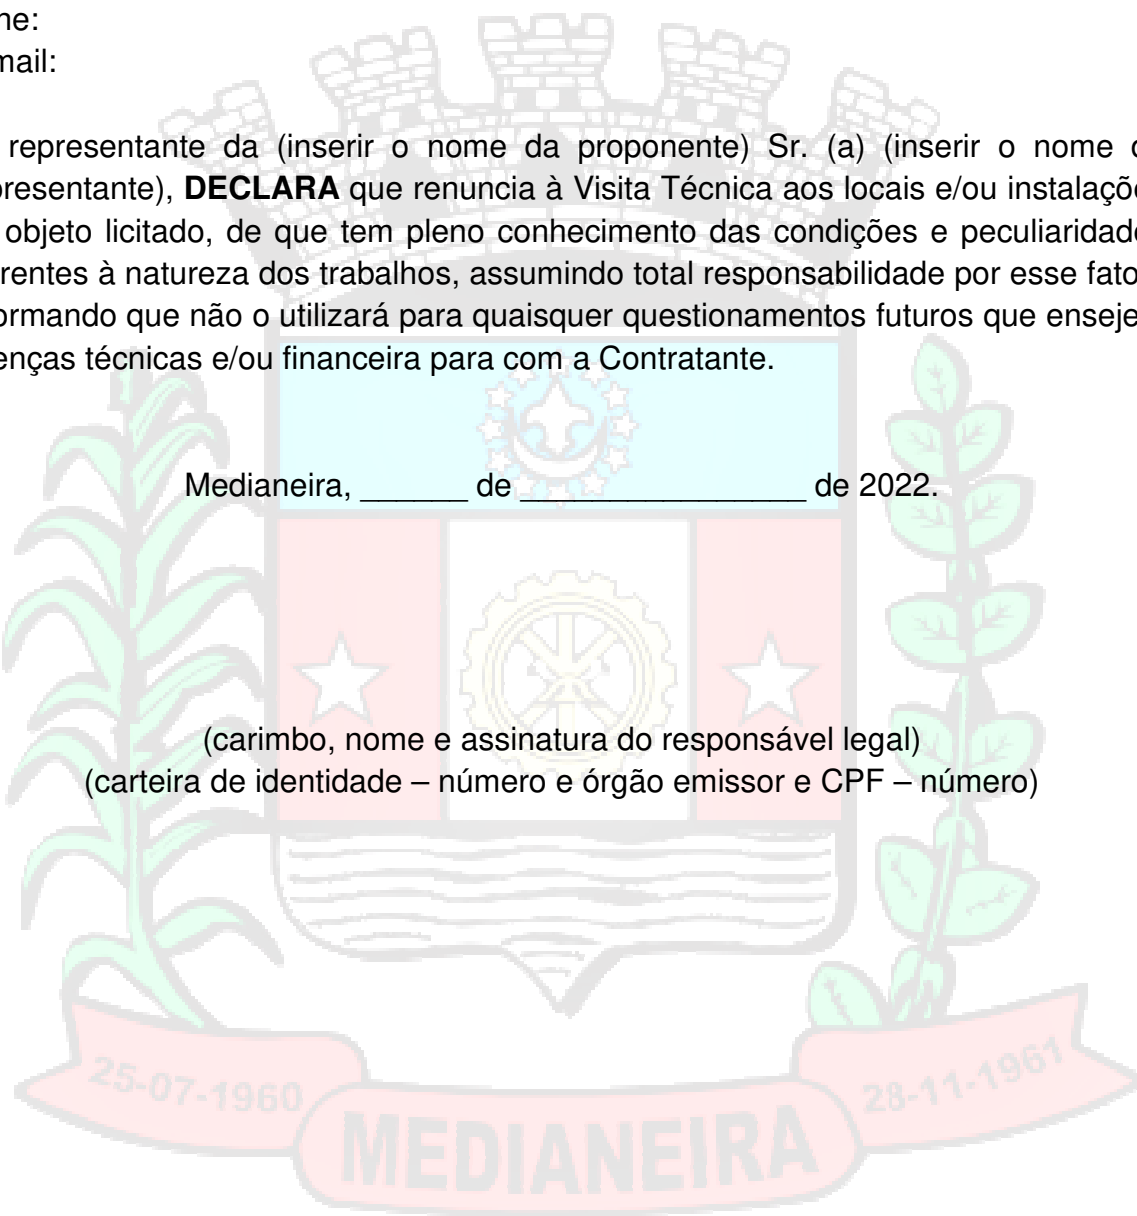 ne:
mail:
representante da (inserir o nome da proponente) Sr. (a) (inserir o nome
presentante), DECLARA que renuncia à Visita Técnica aos locais e/ou instalaçõe
objeto licitado, de que tem pleno conhecimento das condições e peculiaridade
erentes à natureza dos trabalhos, assumindo total responsabilidade por esse fato
ormando que não o utilizará para quaisquer questionamentos futuros que enseje
enças técnicas e/ou financeira para com a Contratante.
Medianeira, ______ de ________________ de 2022.
(carimbo, nome e assinatura do responsável legal)
(carteira de identidade – número e órgão emissor e CPF – número)
25-07-1960
28-11-1961
MEDIANEIRA